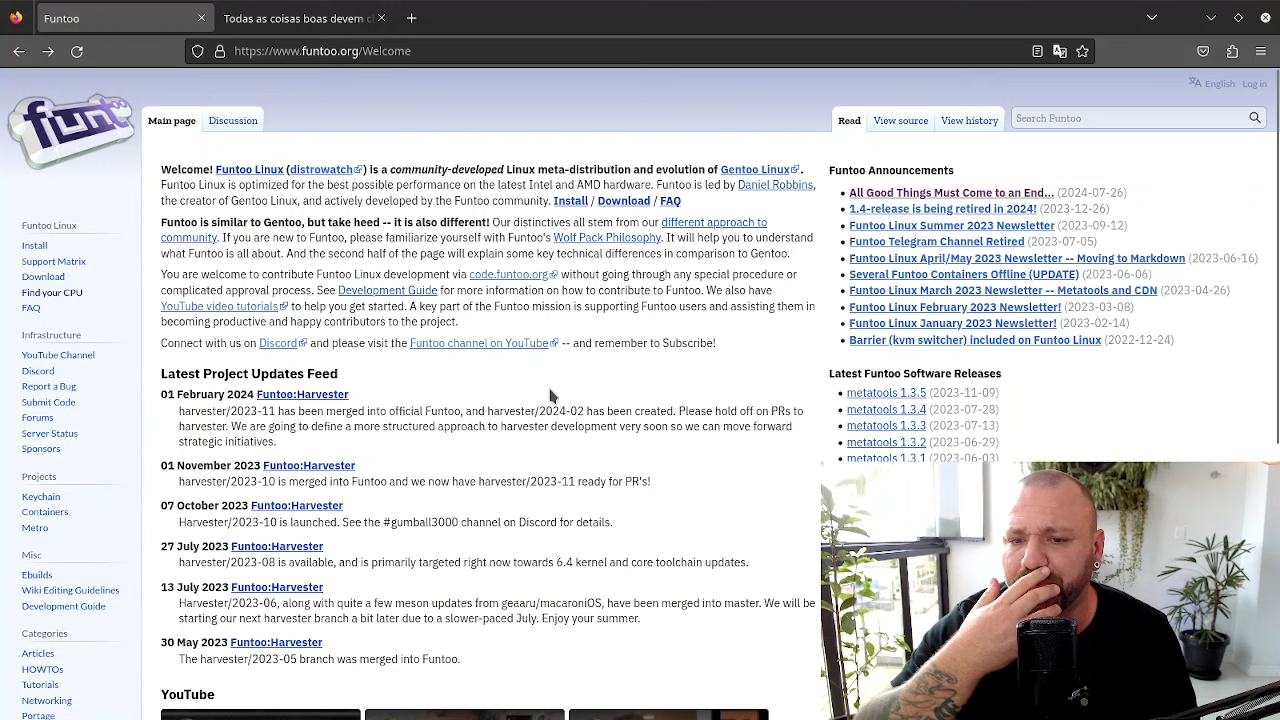 Funtoo
Todas as coisas devem cl
https://www.funtoo.org/Welcome
English Log in
funtoo
Main page
Discussion
Read
View source
View history
Search Funtoo
Funtoo Linux
Install
Support Matrix
Download
Find your CPU
FAQ
Infrastructure
YouTube Channel
Discord
Report a Bug
Submit Code
Forums
Server Status
Sponsors
Projects
Keychain
Containers
Metro
Misc
Ebuilds
Wiki Editing Guidelines
Development Guide
Categories
Articles
HOWTOs
Tutorials
Networking
Portage
Welcome! Funtoo Linux (distrowatch) is a community-developed Linux meta-distribution and evolution of Gentoo Linux.
Funtoo Linux is optimized for the best possible performance on the latest Intel and AMD hardware. Funtoo is led by Daniel Robbins,
the creator of Gentoo Linux, and actively developed by the Funtoo community. Install / Download / FAQ
Funtoo is similar to Gentoo, but take heed -- it is also different! Our distinctives all stem from our different approach to
community. If you are new to Funtoo, please familiarize yourself with Funtoo's Wolf Pack Philosophy. It will help you to understand
what Funtoo is all about. And the second half of the page will explain some key technical differences in comparison to Gentoo.
You are welcome to contribute Funtoo Linux development via code.funtoo.org without going through any special procedure or
complicated approval process. See Development Guide for more information on how to contribute to Funtoo. We also have
YouTube video tutorials to help you get started. A key part of the Funtoo mission is supporting Funtoo users and assisting them in
becoming productive and happy contributors to the project.
Connect with us on Discord and please visit the Funtoo channel on YouTube -- and remember to Subscribe!
Latest Project Updates Feed
01 February 2024 Funtoo:Harvester
harvester/2023-11 has been merged into official Funtoo, and harvester/2024-02 has been created. Please hold off on PRs to
harvester. We are going to define a more structured approach to harvester development very soon so we can move forward
strategic initiatives.
01 November 2023 Funtoo:Harvester
harvester/2023-10 is merged into Funtoo and we now have harvester/2023-11 ready for PR's!
07 October 2023 Funtoo:Harvester
Harvester/2023-10 is launched. See the #gumball3000 channel on Discord for details.
27 July 2023 Funtoo:Harvester
harvester/2023-08 is available, and is primarily targeted right now towards 6.4 kernel and core toolchain updates.
13 July 2023 Funtoo:Harvester
Harvester/2023-06, along with quite a few meson updates from geaaru/macaroniOS, have been merged into master. We will be
starting our next harvester branch a bit later due to a slower-paced July. Enjoy your summer.
30 May 2023 Funtoo:Harvester
The harvester/2023-05 branch was merged into Funtoo.
YouTube
Funtoo Announcements
All Good Things Must Come to an End... (2024-07-26)
1.4-release is being retired in 2024! (2023-12-26)
Funtoo Linux Summer 2023 Newsletter (2023-09-12)
Funtoo Telegram Channel Retired (2023-07-05)
Funtoo Linux April/May 2023 Newsletter -- Moving to Markdown (2023-06-16)
Several Funtoo Containers Offline (UPDATE) (2023-06-06)
Funtoo Linux March 2023 Newsletter -- Metatools and CDN (2023-04-26)
Funtoo Linux February 2023 Newsletter! (2023-03-08)
Funtoo Linux January 2023 Newsletter! (2023-02-14)
Barrier (kvm switcher) included on Funtoo Linux (2022-12-24)
Latest Funtoo Software Releases
metatools 1.3.5 (2023-11-09)
metatools 1.3.4 (2023-07-28)
metatools 1.3.3 (2023-07-13)
metatools 1.3.2 (2023-06-29)
metatools 1.3.1 (2023-06-03)